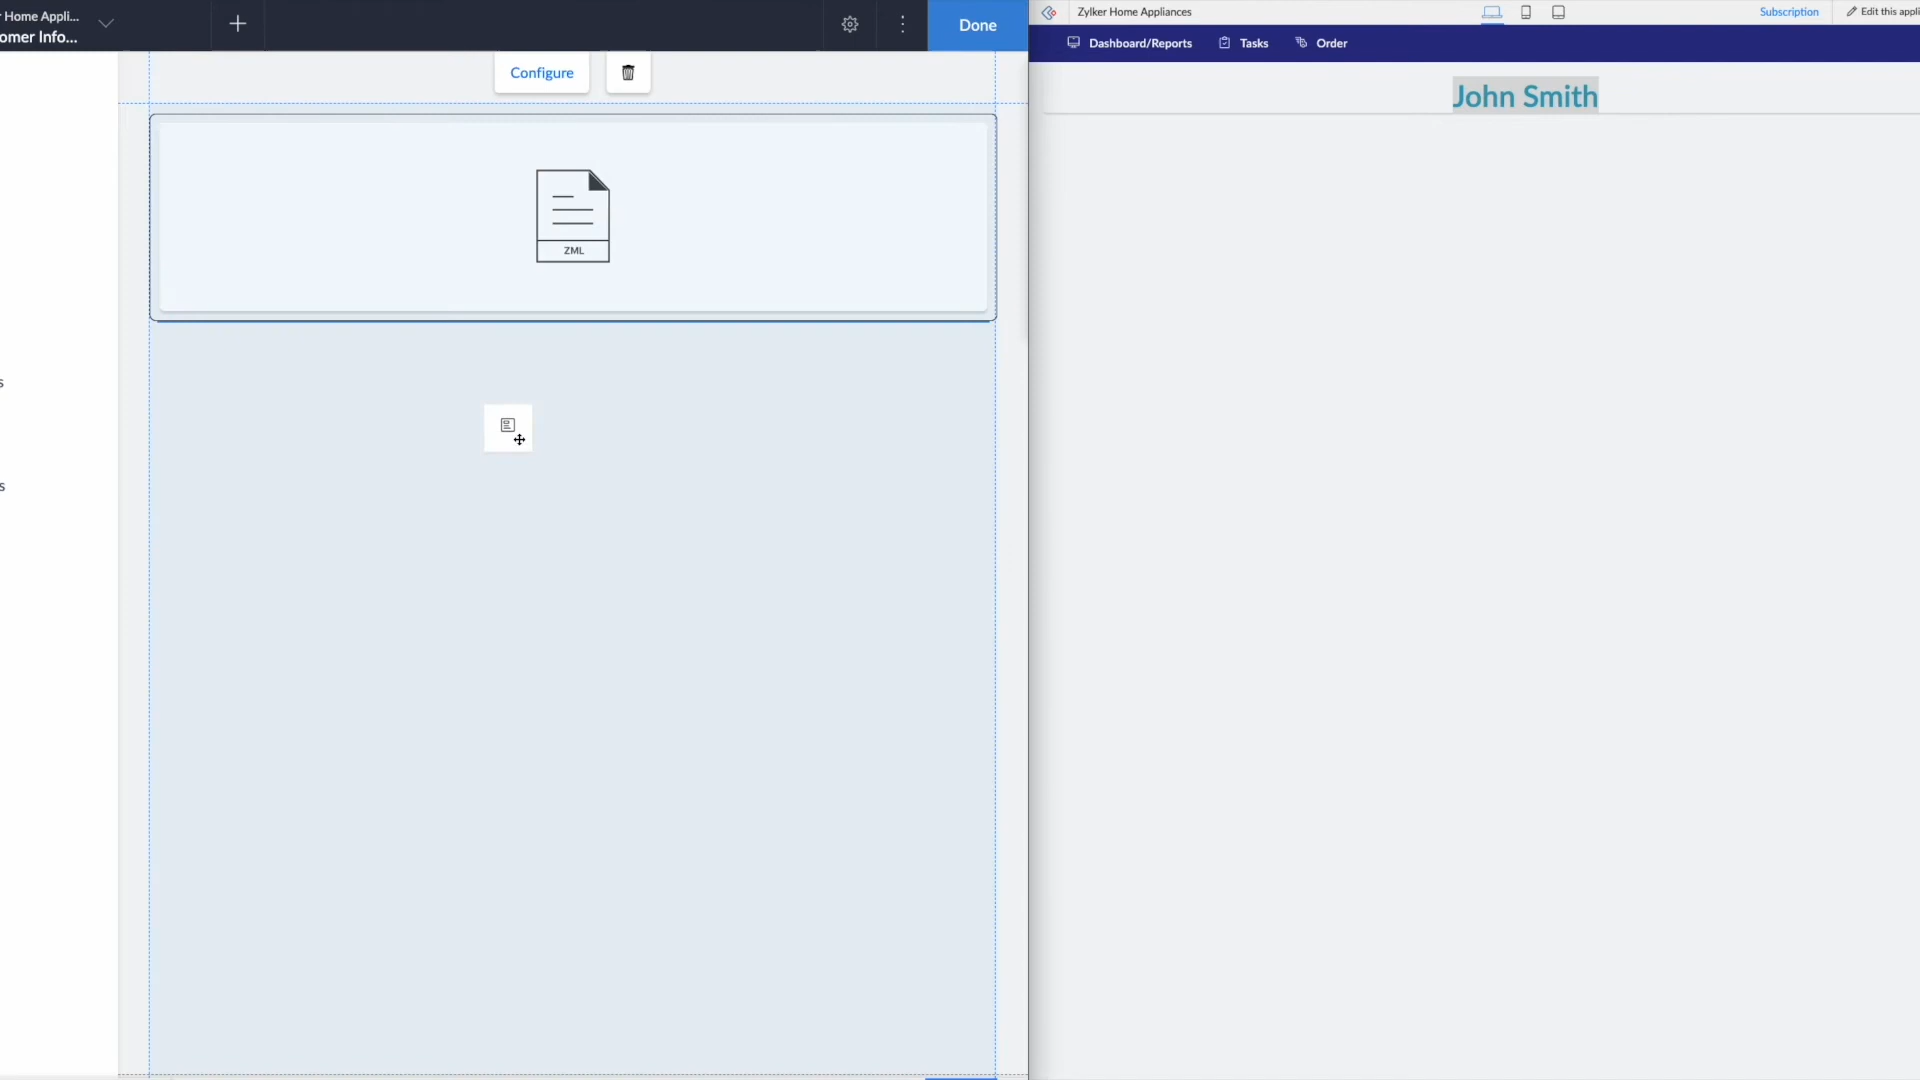 r Home Appli...
omer Info...
Done
Configure
ZML
s
s
Zylker Home Appliances
Subscription
Edit this appli
Dashboard/Reports
Tasks
Order
John Smith